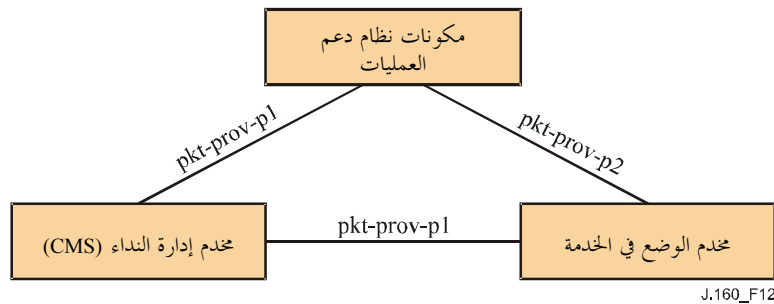 مكونات نظام دعم
العمليات
pkt-prov-p1
pkt-prov-p2
مخدم إدارة النداء (CMS)
pkt-prov-p1
مخدم الوضع في الخدمة
J.160_F12